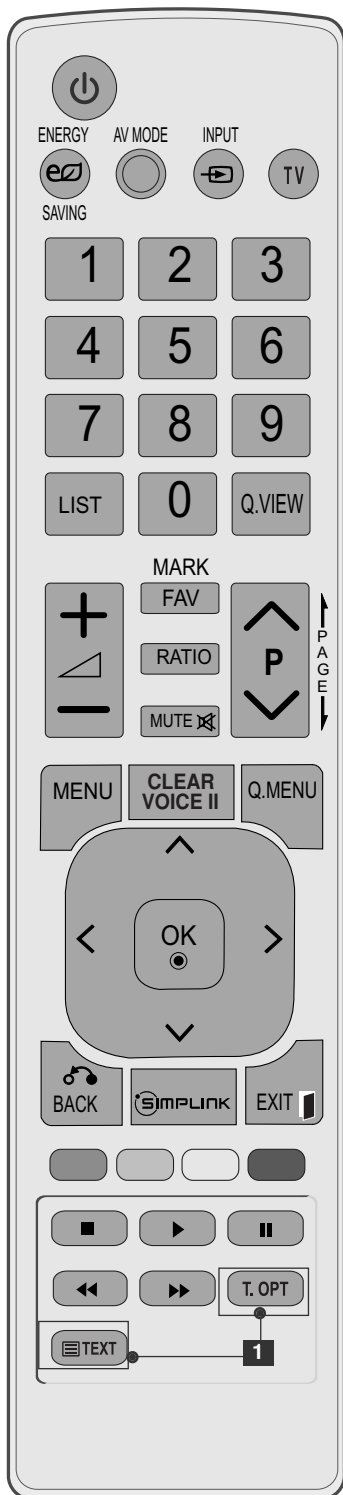 ENERGY AV MODE INPUT
TV
SAVING
1 2 3
4 5 6
7 8 9
LIST 0 Q.VIEW
MARK
FAV
RATIO
MUTE
P
PAGE
MENU CLEAR VOICE II Q.MENU
OK
BACK SIMPLINK EXIT
T. OPT
TEXT
1